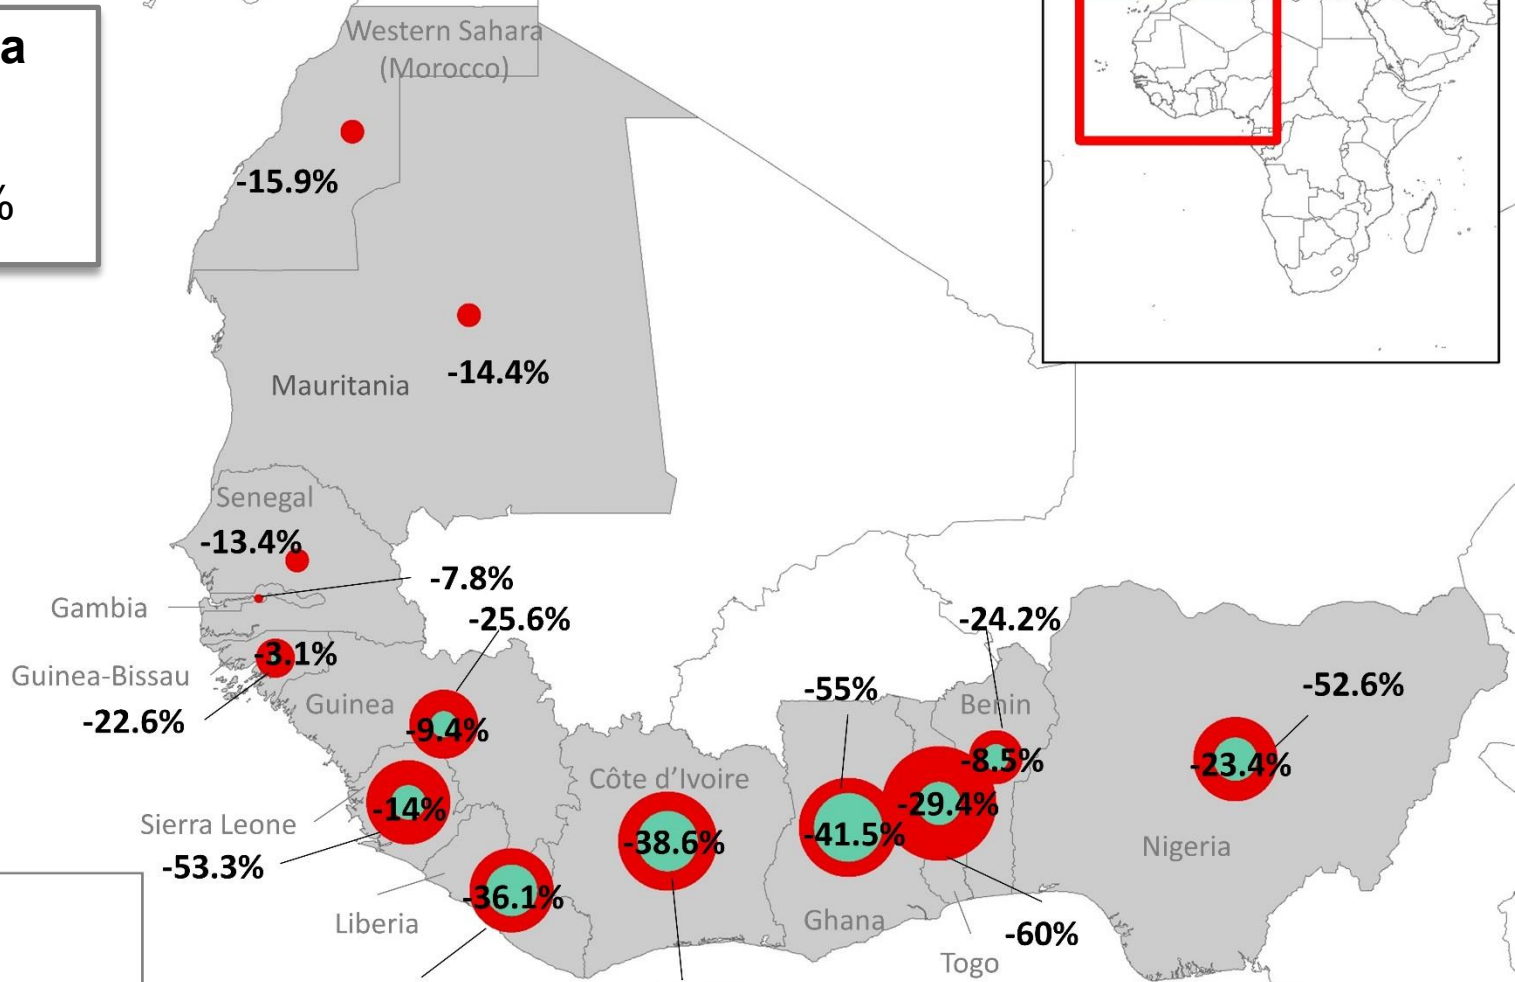 a
%
Western Sahara
(Morocco)
-15.9%
-14.4%
Mauritania
Senegal
-13.4%
-7.8%
Gambia
-25.6%
-24.2%
-3.1%
Guinea-Bissau
-22.6%
Guinea
-9.4%
-55%
Benin
-52.6%
-8.5%
-23.4%
Côte d’Ivoire
-29.4%
-14%
Sierra Leone
-38.6%
-41.5%
Nigeria
-53.3%
-36.1%
Liberia
Ghana
-60%
Togo